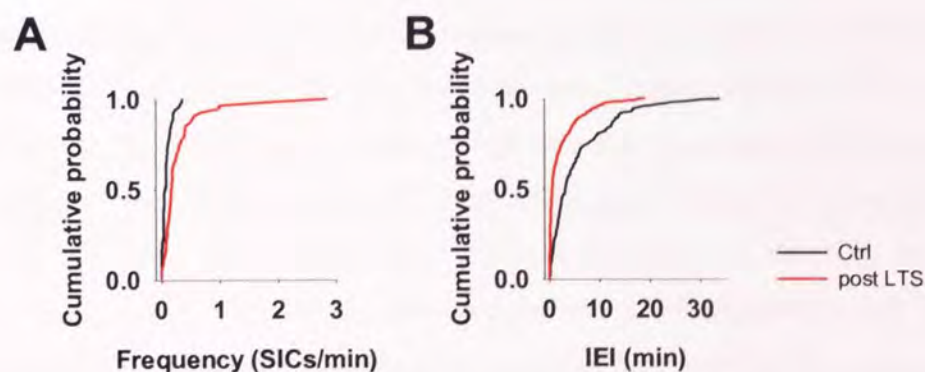 A
B
Cumulative probability
1.0
0.5
0.0
0 1 2 3
Frequency (SICs/min)
Cumulative probability
1.0
0.5
0.0
0 10 20 30
IEI (min)
Ctrl
post LTS